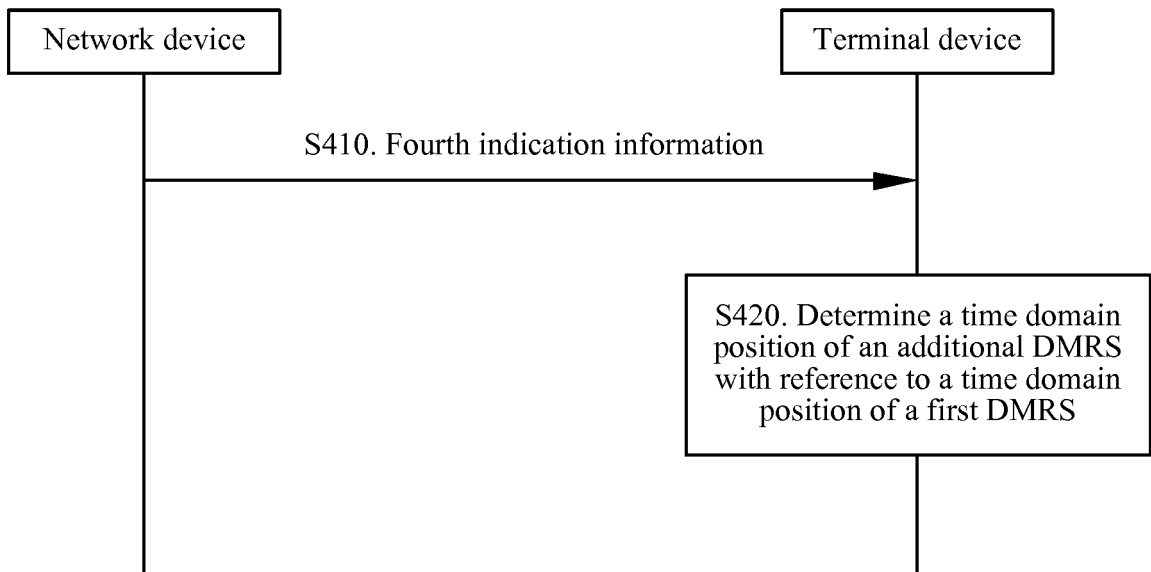 Network device
Terminal device
S410. Fourth indication information
S420. Determine a time domain
position of an additional DMRS
with reference to a time domain
position of a first DMRS